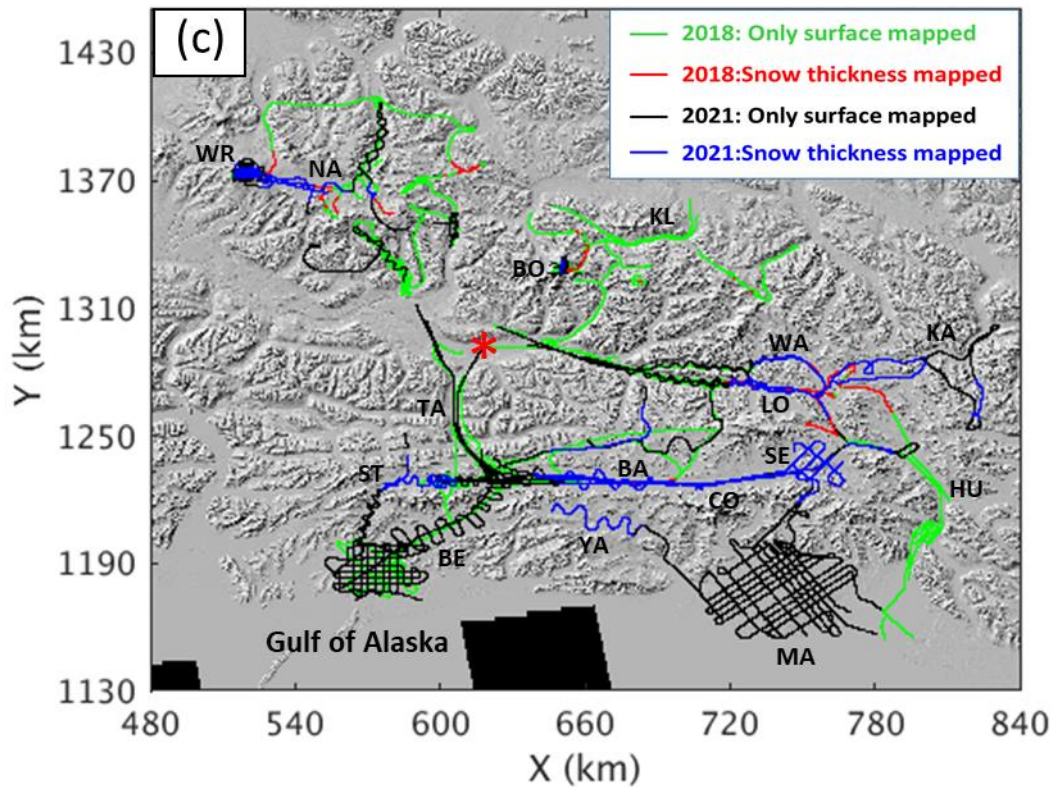 (c)
2018: Only surface mapped
2018:Snow thickness mapped
2021: Only surface mapped
2021:Snow thickness mapped
1430
1370
1310
1250
1190
1130
Y (km)
WR
NA
KL
BO
KA
WA
LO
TA
ST
BA
SE
CO
HU
BE
YA
MA
Gulf of Alaska
480
540
600
660
720
780
840
X (km)